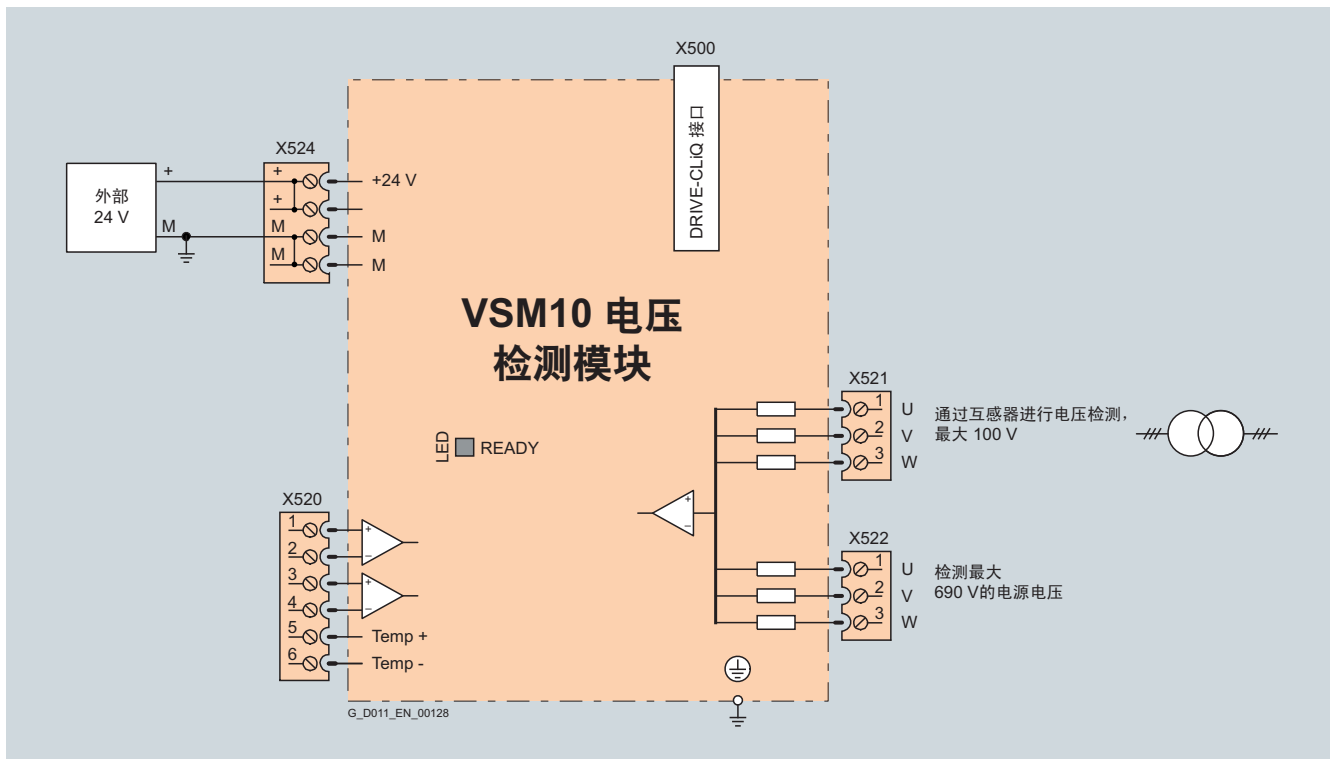 X500
DRIVE-CLiQ 接口
X524
外部
24 V
+
M
+
+
M
M
+24 V
M
M
VSM10 电压
检测模块
LED
READY
X521
1
2
3
U
V
W
通过互感器进行电压检测，
最大 100 V
X520
1
2
3
4
5
6
+
–
+
–
Temp +
Temp -
+
–
X522
1
2
3
U
V
W
检测最大
690 V的电源电压
G_D011_EN_00128